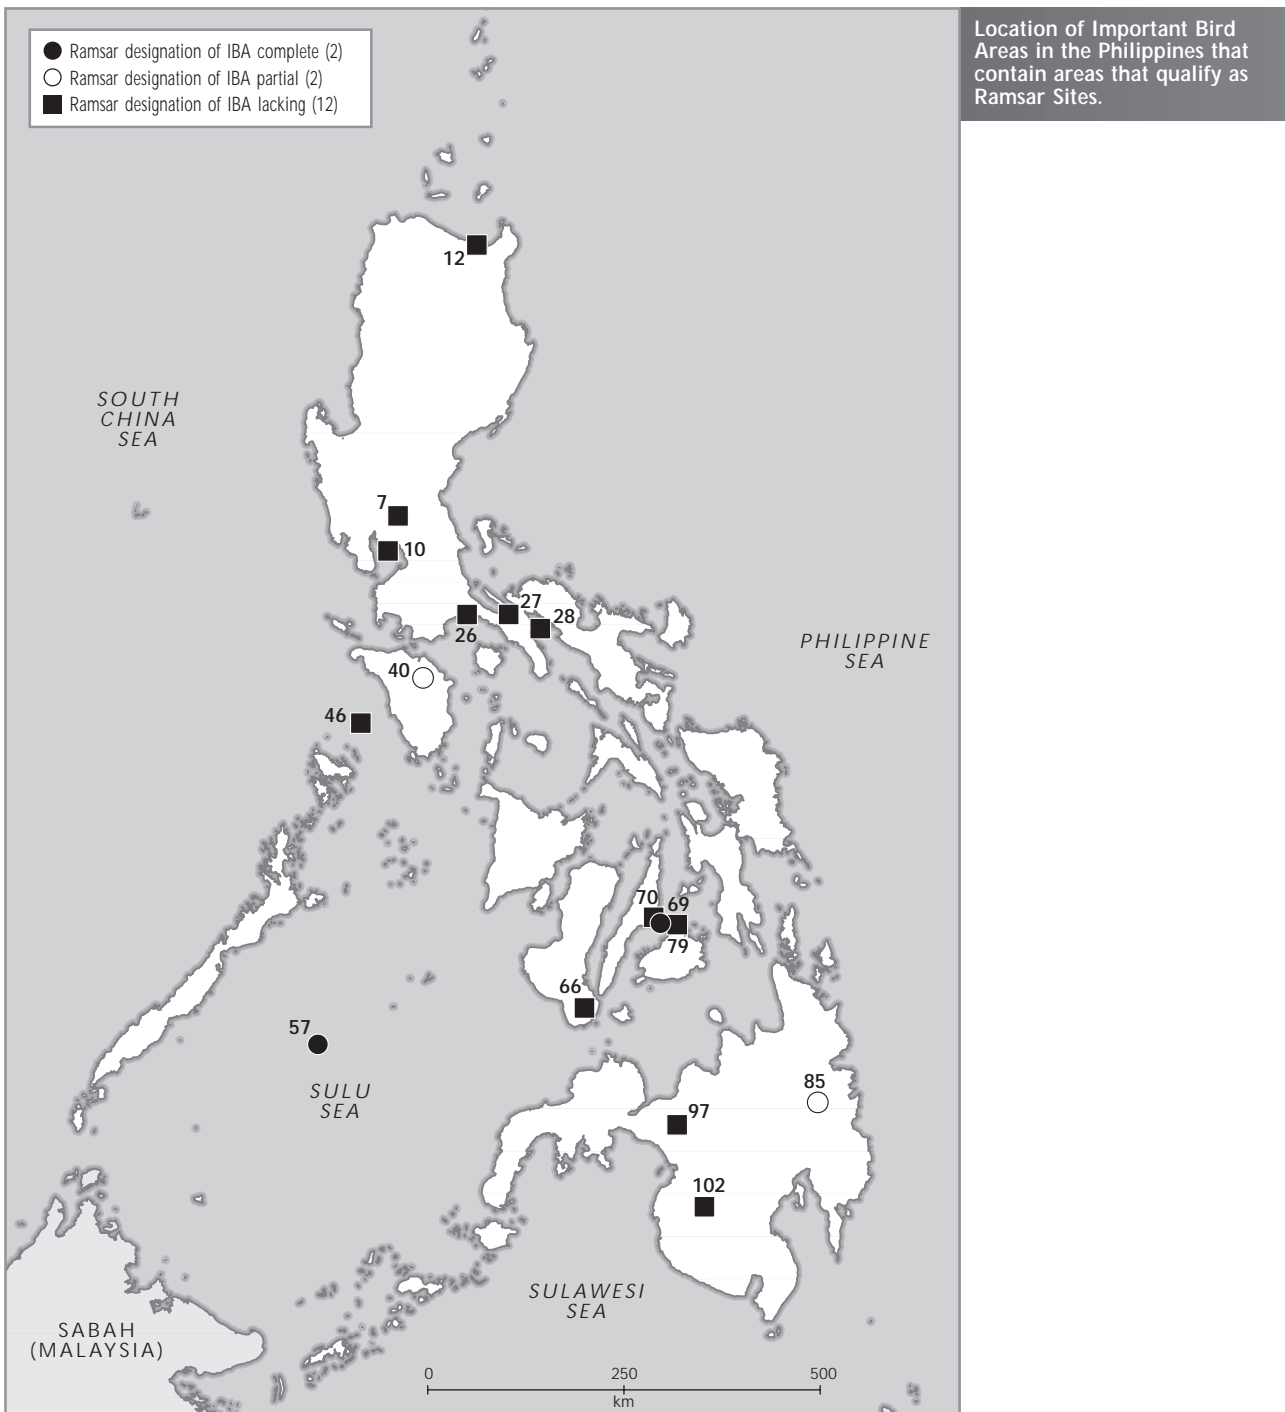 Ramsar designation of IBA complete (2)
Ramsar designation of IBA partial (2)
Ramsar designation of IBA lacking (12)
Location of Important Bird
Areas in the Philippines that
contain areas that qualify as
Ramsar Sites.
12
SOUTH
CHINA
SEA
7
10
27
28
26
PHILIPPINE
SEA
40
46
70
69
79
66
57
SULU
SEA
85
97
102
SULAWESI
SEA
SABAH
(MALAYSIA)
0
250
500
km